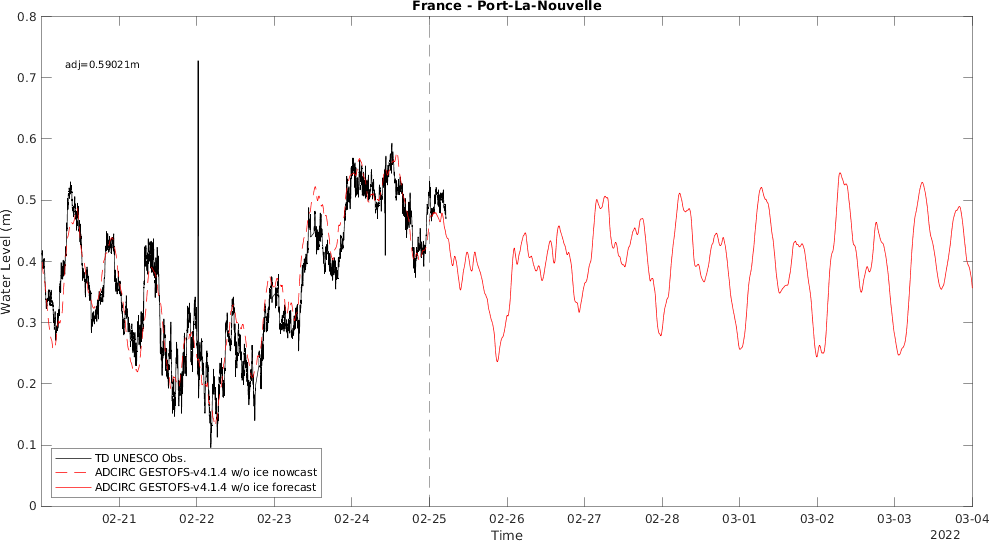 France - Port-La-Nouvelle
adj=0.59021m
Water Level (m)
0.8
0.7
0.6
0.5
0.4
0.3
0.2
0.1
0
TD UNESCO Obs.
ADCIRC GESTOFS-v4.1.4 w/o ice nowcast
ADCIRC GESTOFS-v4.1.4 w/o ice forecast
02-21 02-22 02-23 02-24 02-25 02-26 02-27 02-28 03-01 03-02 03-03 03-04
Time
2022